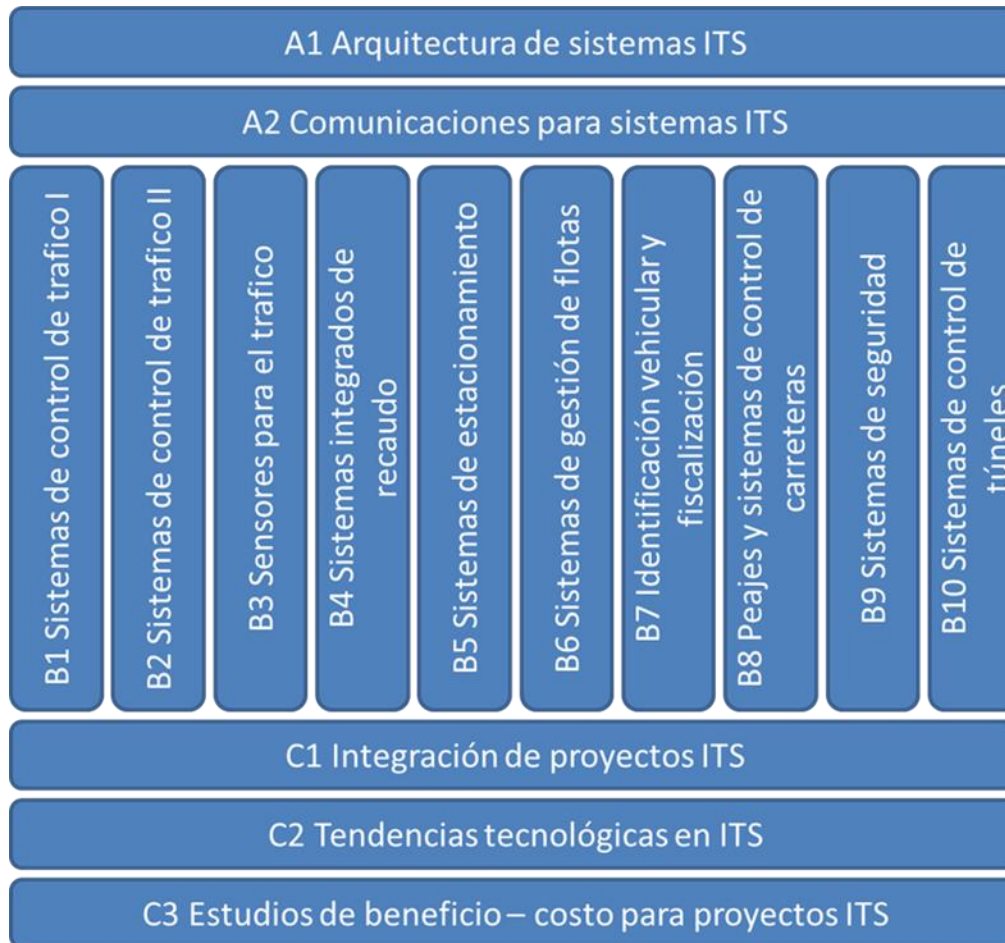 A1 Arquitectura de sistemas ITS
A2 Comunicaciones para sistemas ITS
B1 Sistemas de control de trafico I
B2 Sistemas de control de trafico II
B3 Sensores para el trafico
B4 Sistemas integrados de
recaudo
B5 Sistemas de estacionamiento
B6 Sistemas de gestión de flotas
B7 Identificación vehicular y
fiscalización
B8 Peajes y sistemas de control de
carreteras
B9 Sistemas de seguridad
B10 Sistemas de control de
túneles
C1 Integración de proyectos ITS
C2 Tendencias tecnológicas en ITS
C3 Estudios de beneficio – costo para proyectos ITS